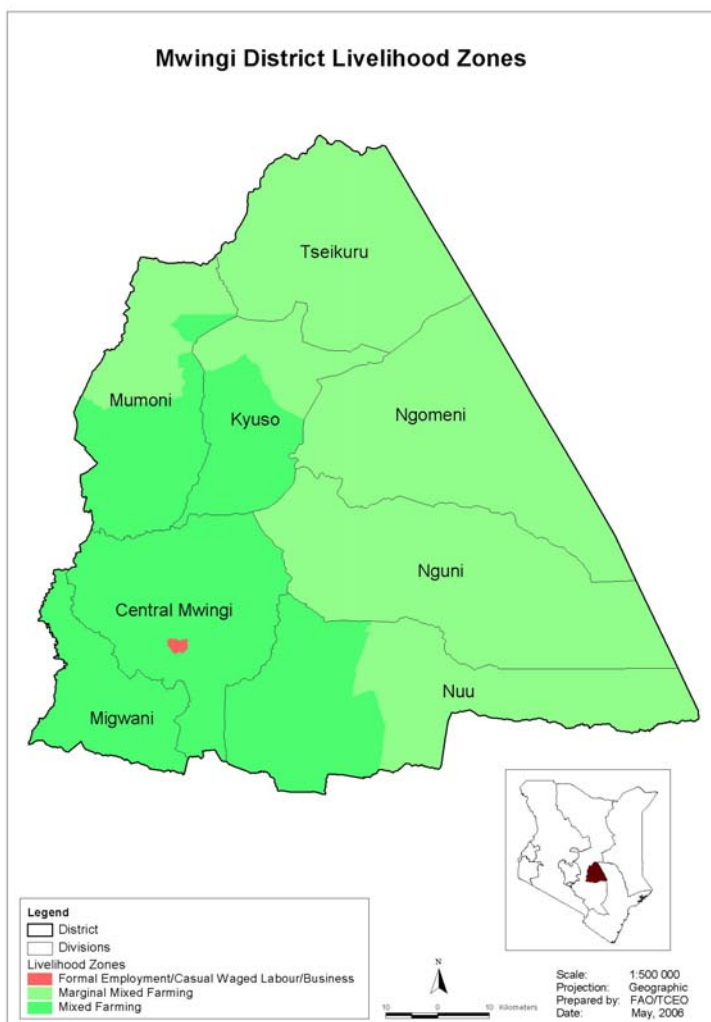 Mwingi District Livelihood Zones
Tseikuru
Mumoni
Kyuso
Ngomeni
Nguni
Central Mwingi
Nuu
Migwani
Legend
District
Divisions
Livelihood Zones
Formal Employment/Casual Waged Labour/Business
Marginal Mixed Farming
Mixed Farming
N
10 0 10 Kilometers
Scale: 1:500 000
Projection: Geographic
Prepared by: FAO/TCEO
Date: May, 2006